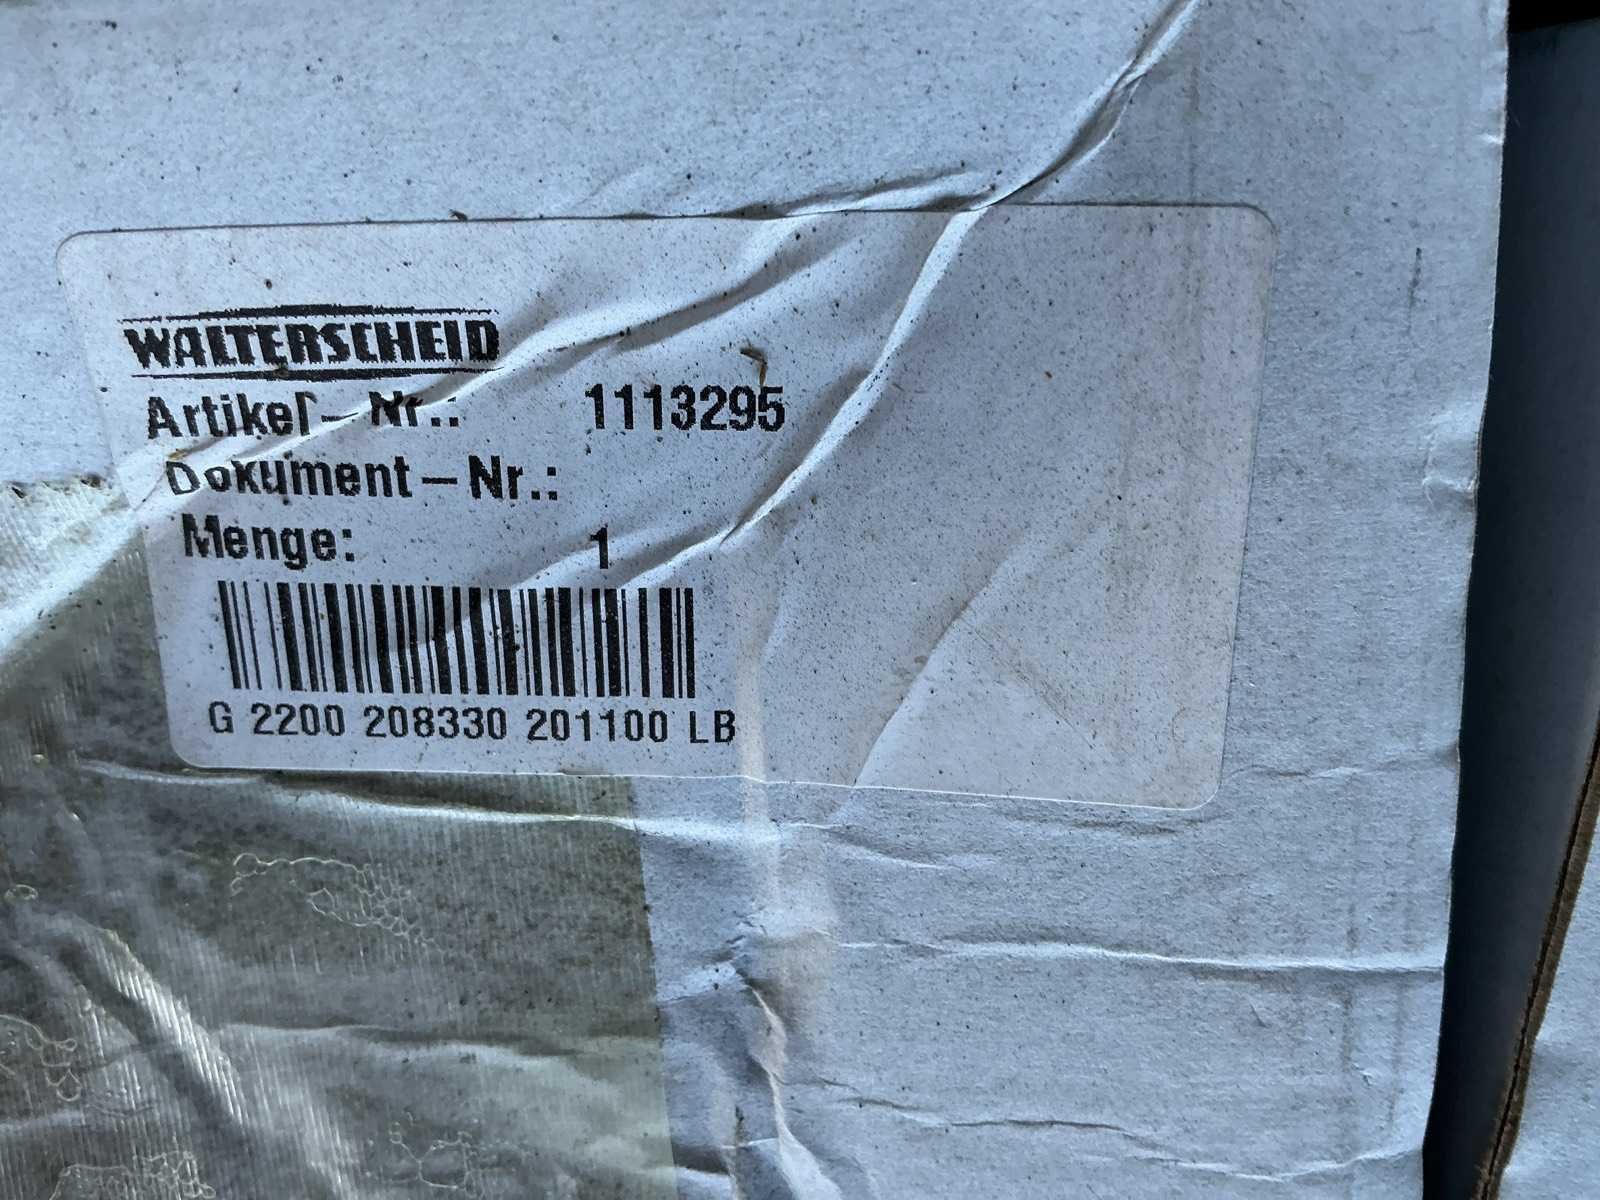 WALTERSCHEID
Artikel-Nr.: 1113295
Dokument-Nr.:
Menge: 1
G 2200 208330 201100 LB